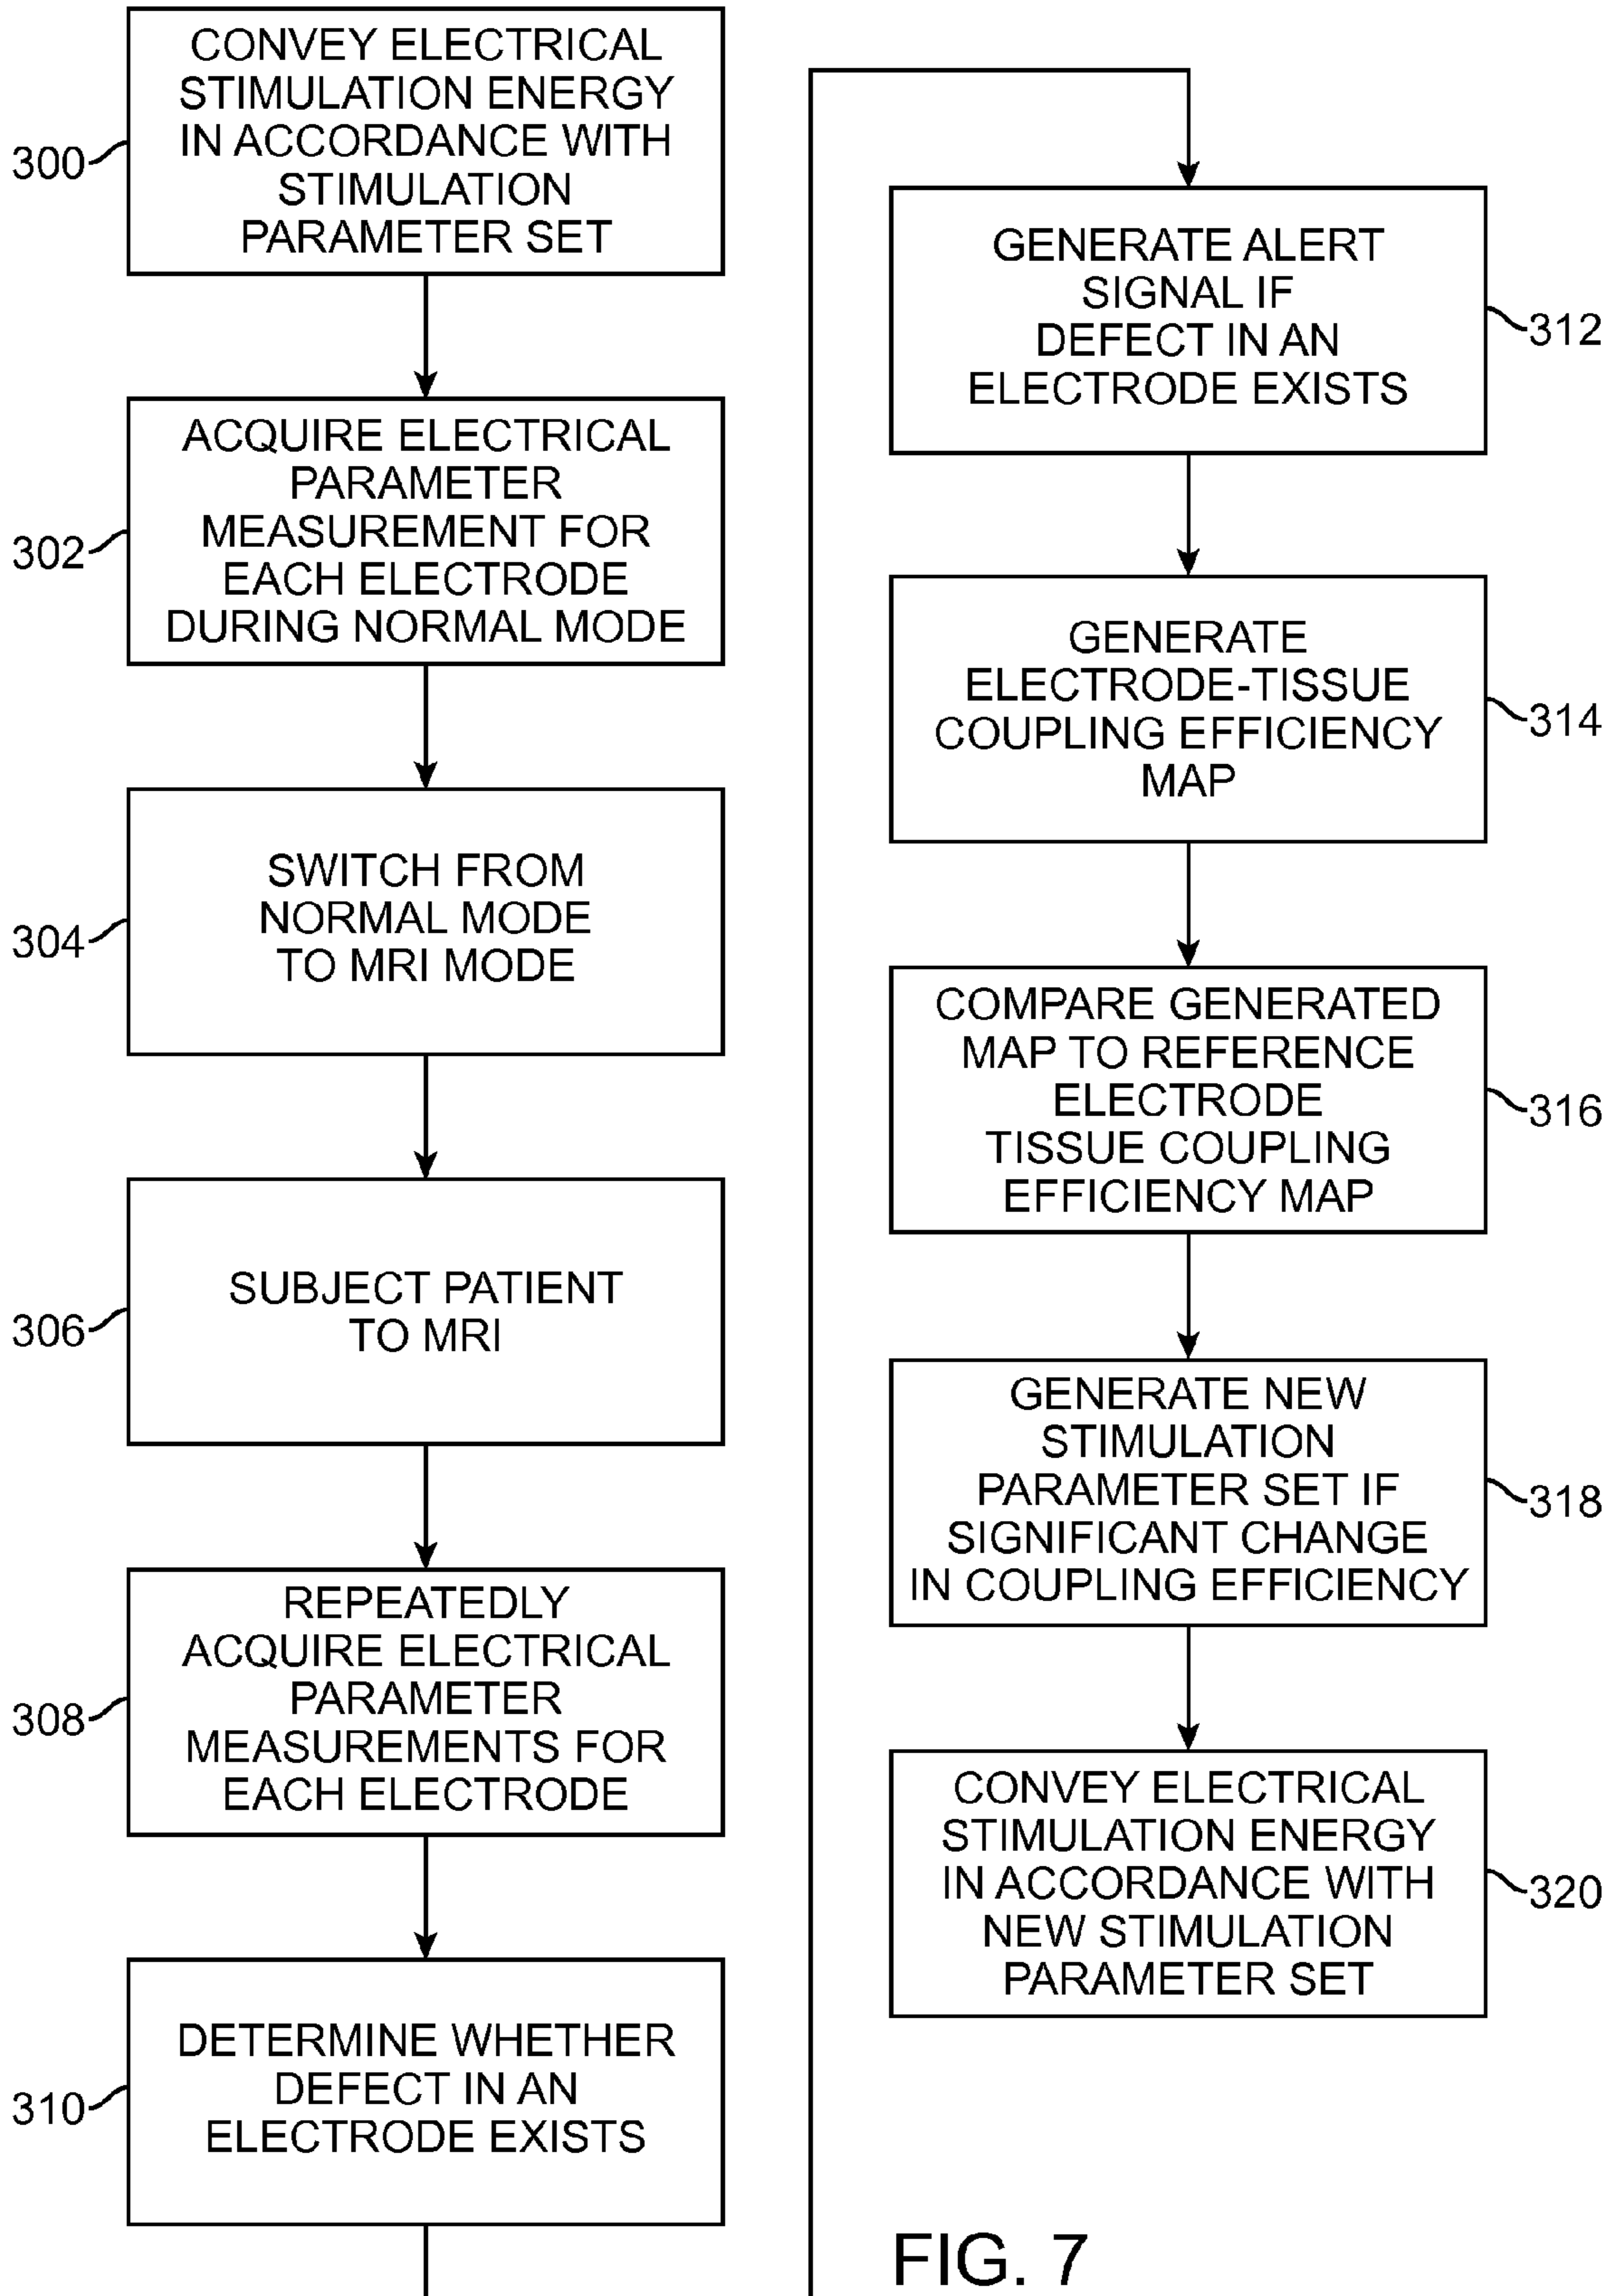 CONVEY ELECTRICAL
STIMULATION ENERGY
IN ACCORDANCE WITH
STIMULATION
PARAMETER SET
300
ACQUIRE ELECTRICAL
PARAMETER
MEASUREMENT FOR
EACH ELECTRODE
DURING NORMAL MODE
302
SWITCH FROM
NORMAL MODE
TO MRI MODE
304
SUBJECT PATIENT
TO MRI
306
REPEATEDLY
ACQUIRE ELECTRICAL
PARAMETER
MEASUREMENTS FOR
EACH ELECTRODE
308
DETERMINE WHETHER
DEFECT IN AN
ELECTRODE EXISTS
310
GENERATE ALERT
SIGNAL IF
DEFECT IN AN
ELECTRODE EXISTS
312
GENERATE
ELECTRODE-TISSUE
COUPLING EFFICIENCY
MAP
314
COMPARE GENERATED
MAP TO REFERENCE
ELECTRODE
TISSUE COUPLING
EFFICIENCY MAP
316
GENERATE NEW
STIMULATION
PARAMETER SET IF
SIGNIFICANT CHANGE
IN COUPLING EFFICIENCY
318
CONVEY ELECTRICAL
STIMULATION ENERGY
IN ACCORDANCE WITH
NEW STIMULATION
PARAMETER SET
320
FIG. 7